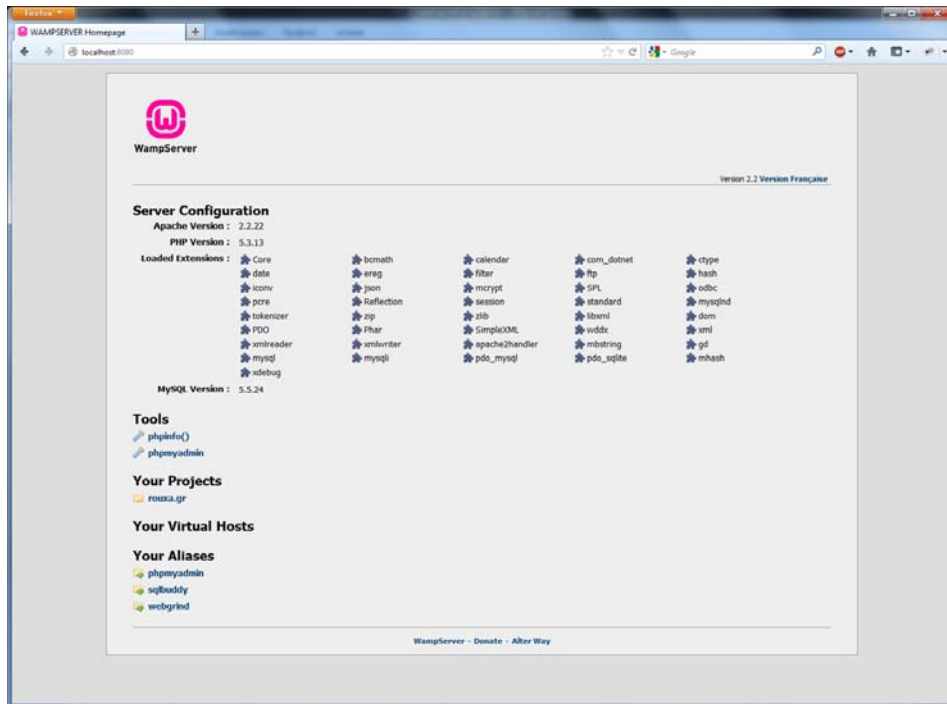 Firefox
WAMPSERVER Homepage
localhost:8080
Google
WampServer
Version 2.2 Version Française
Server Configuration
Apache Version : 2.2.22
PHP Version : 5.3.13
Loaded Extensions : Core bcmath calendar com_dotnet ctype
date ereg filter ftp hash
iconv json mcrypt SPL odbc
pcre Reflection session standard mysqlnd
tokenizer zip zlib libxml dom
PDO Phar SimpleXML wddx xml
xmlreader xmlwriter apache2handler mbstring gd
mysql mysqli pdo_mysql pdo_sqlite mhash
xdebug
MySQL Version : 5.5.24
Tools
phpinfo()
phpmyadmin
Your Projects
rouxa.gr
Your Virtual Hosts
Your Aliases
phpmyadmin
sqlbuddy
webgrind
WampServer - Donate - Alter Way